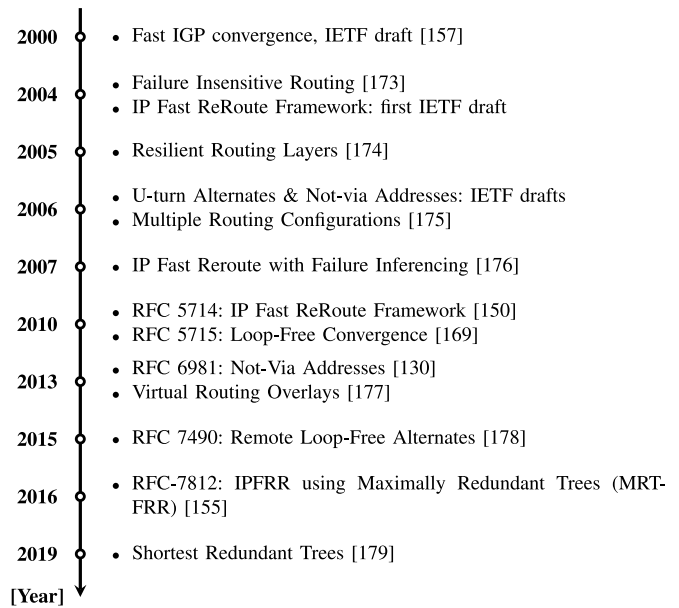 2000 • Fast IGP convergence, IETF draft [157]
• Failure Insensitive Routing [173]
2004
• IP Fast ReRoute Framework: first IETF draft
2005 • Resilient Routing Layers [174]
• U-turn Alternates & Not-via Addresses: IETF drafts
2006
• Multiple Routing Configurations [175]
2007 • IP Fast Reroute with Failure Inferencing [176]
• RFC 5714: IP Fast ReRoute Framework [150]
2010
• RFC 5715: Loop-Free Convergence [169]
• RFC 6981: Not-Via Addresses [130]
2013
• Virtual Routing Overlays [177]
2015 • RFC 7490: Remote Loop-Free Alternates [178]
• RFC-7812: IPFRR using Maximally Redundant Trees (MRT-
2016
FRR) [155]
2019 • Shortest Redundant Trees [179]
[Year]